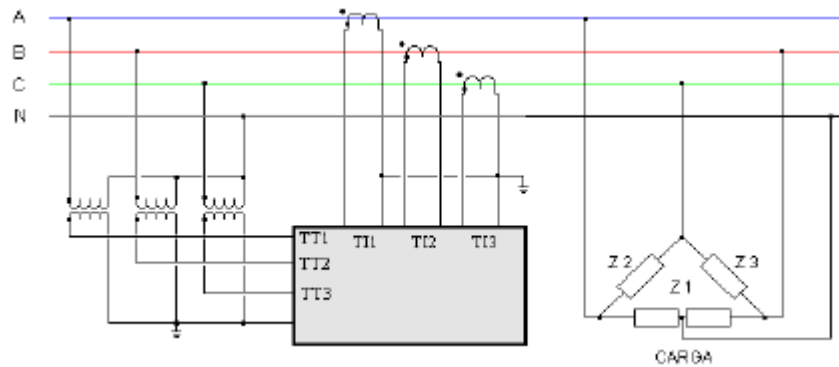 A
B
C
N
TT1 TI1 TI2 TI3
TT2
TT3
Z 2
Z 3
Z 1
CARGA